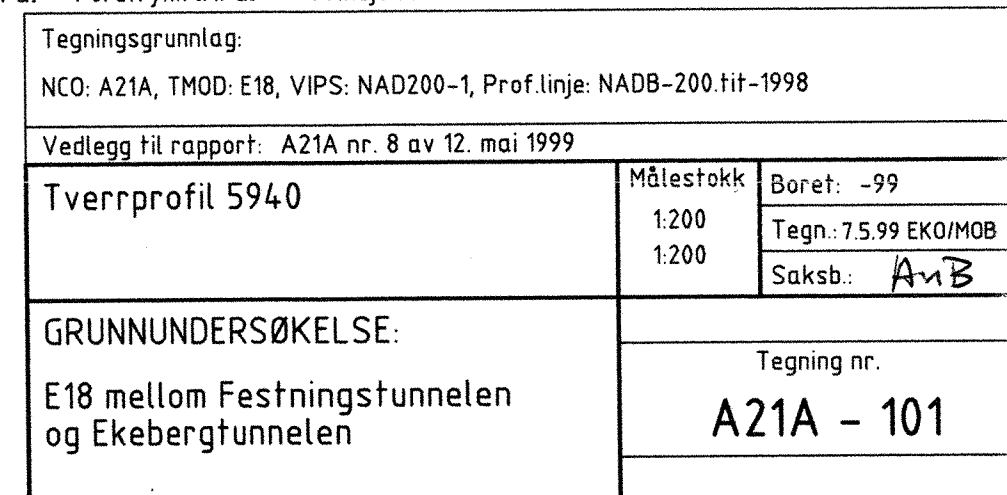 Tegningsgrunnlag:
NCO: A21A, TMOD: E18, VIPS: NAD200-1, Prof.linje: NADB-200.tit-1998
Vedlegg til rapport: A21A nr. 8 av 12. mai 1999
Tverrprofil 5940
Målestokk
1:200
1:200
Boret: -99
Tegn.: 7.5.99 EKO/MOB
Saksb.: AnB
GRUNNUNDERSØKELSE:
E18 mellom Festningstunnelen
og Ekebergtunnelen
Tegning nr.
A21A - 101